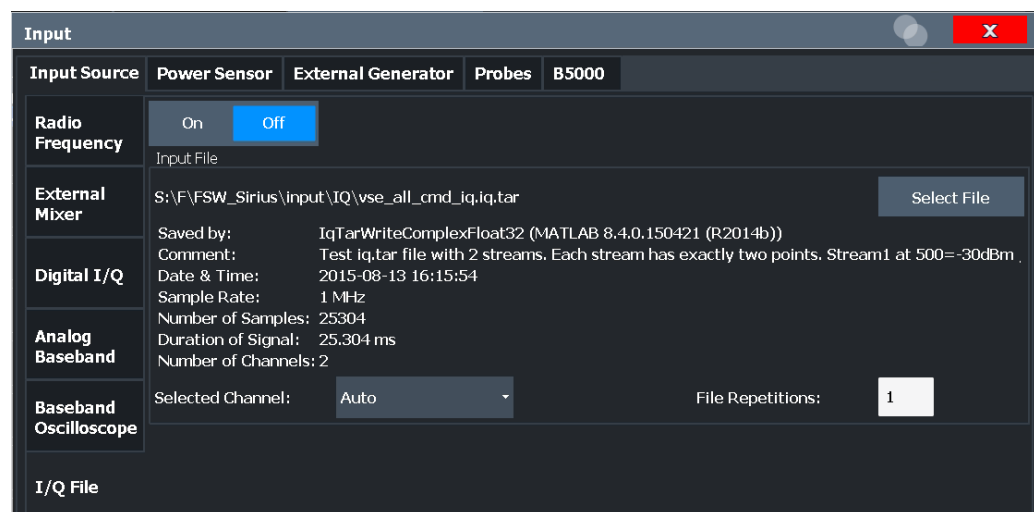 Input
X
Input Source Power Sensor External Generator Probes B5000
Radio
Frequency
On Off
Input File
External
Mixer
S:\F\FSW_Sirius\input\IQ\vse_all_cmd_iq.iq.tar
Select File
Saved by: IqTarWriteComplexFloat32 (MATLAB 8.4.0.150421 (R2014b))
Comment: Test iq.tar file with 2 streams. Each stream has exactly two points. Stream1 at 500=-30dBm
Digital I/Q
Date & Time: 2015-08-13 16:15:54
Sample Rate: 1 MHz
Number of Samples: 25304
Analog
Baseband
Duration of Signal: 25.304 ms
Number of Channels: 2
Baseband
Oscilloscope
Selected Channel: Auto
File Repetitions: 1
I/Q File